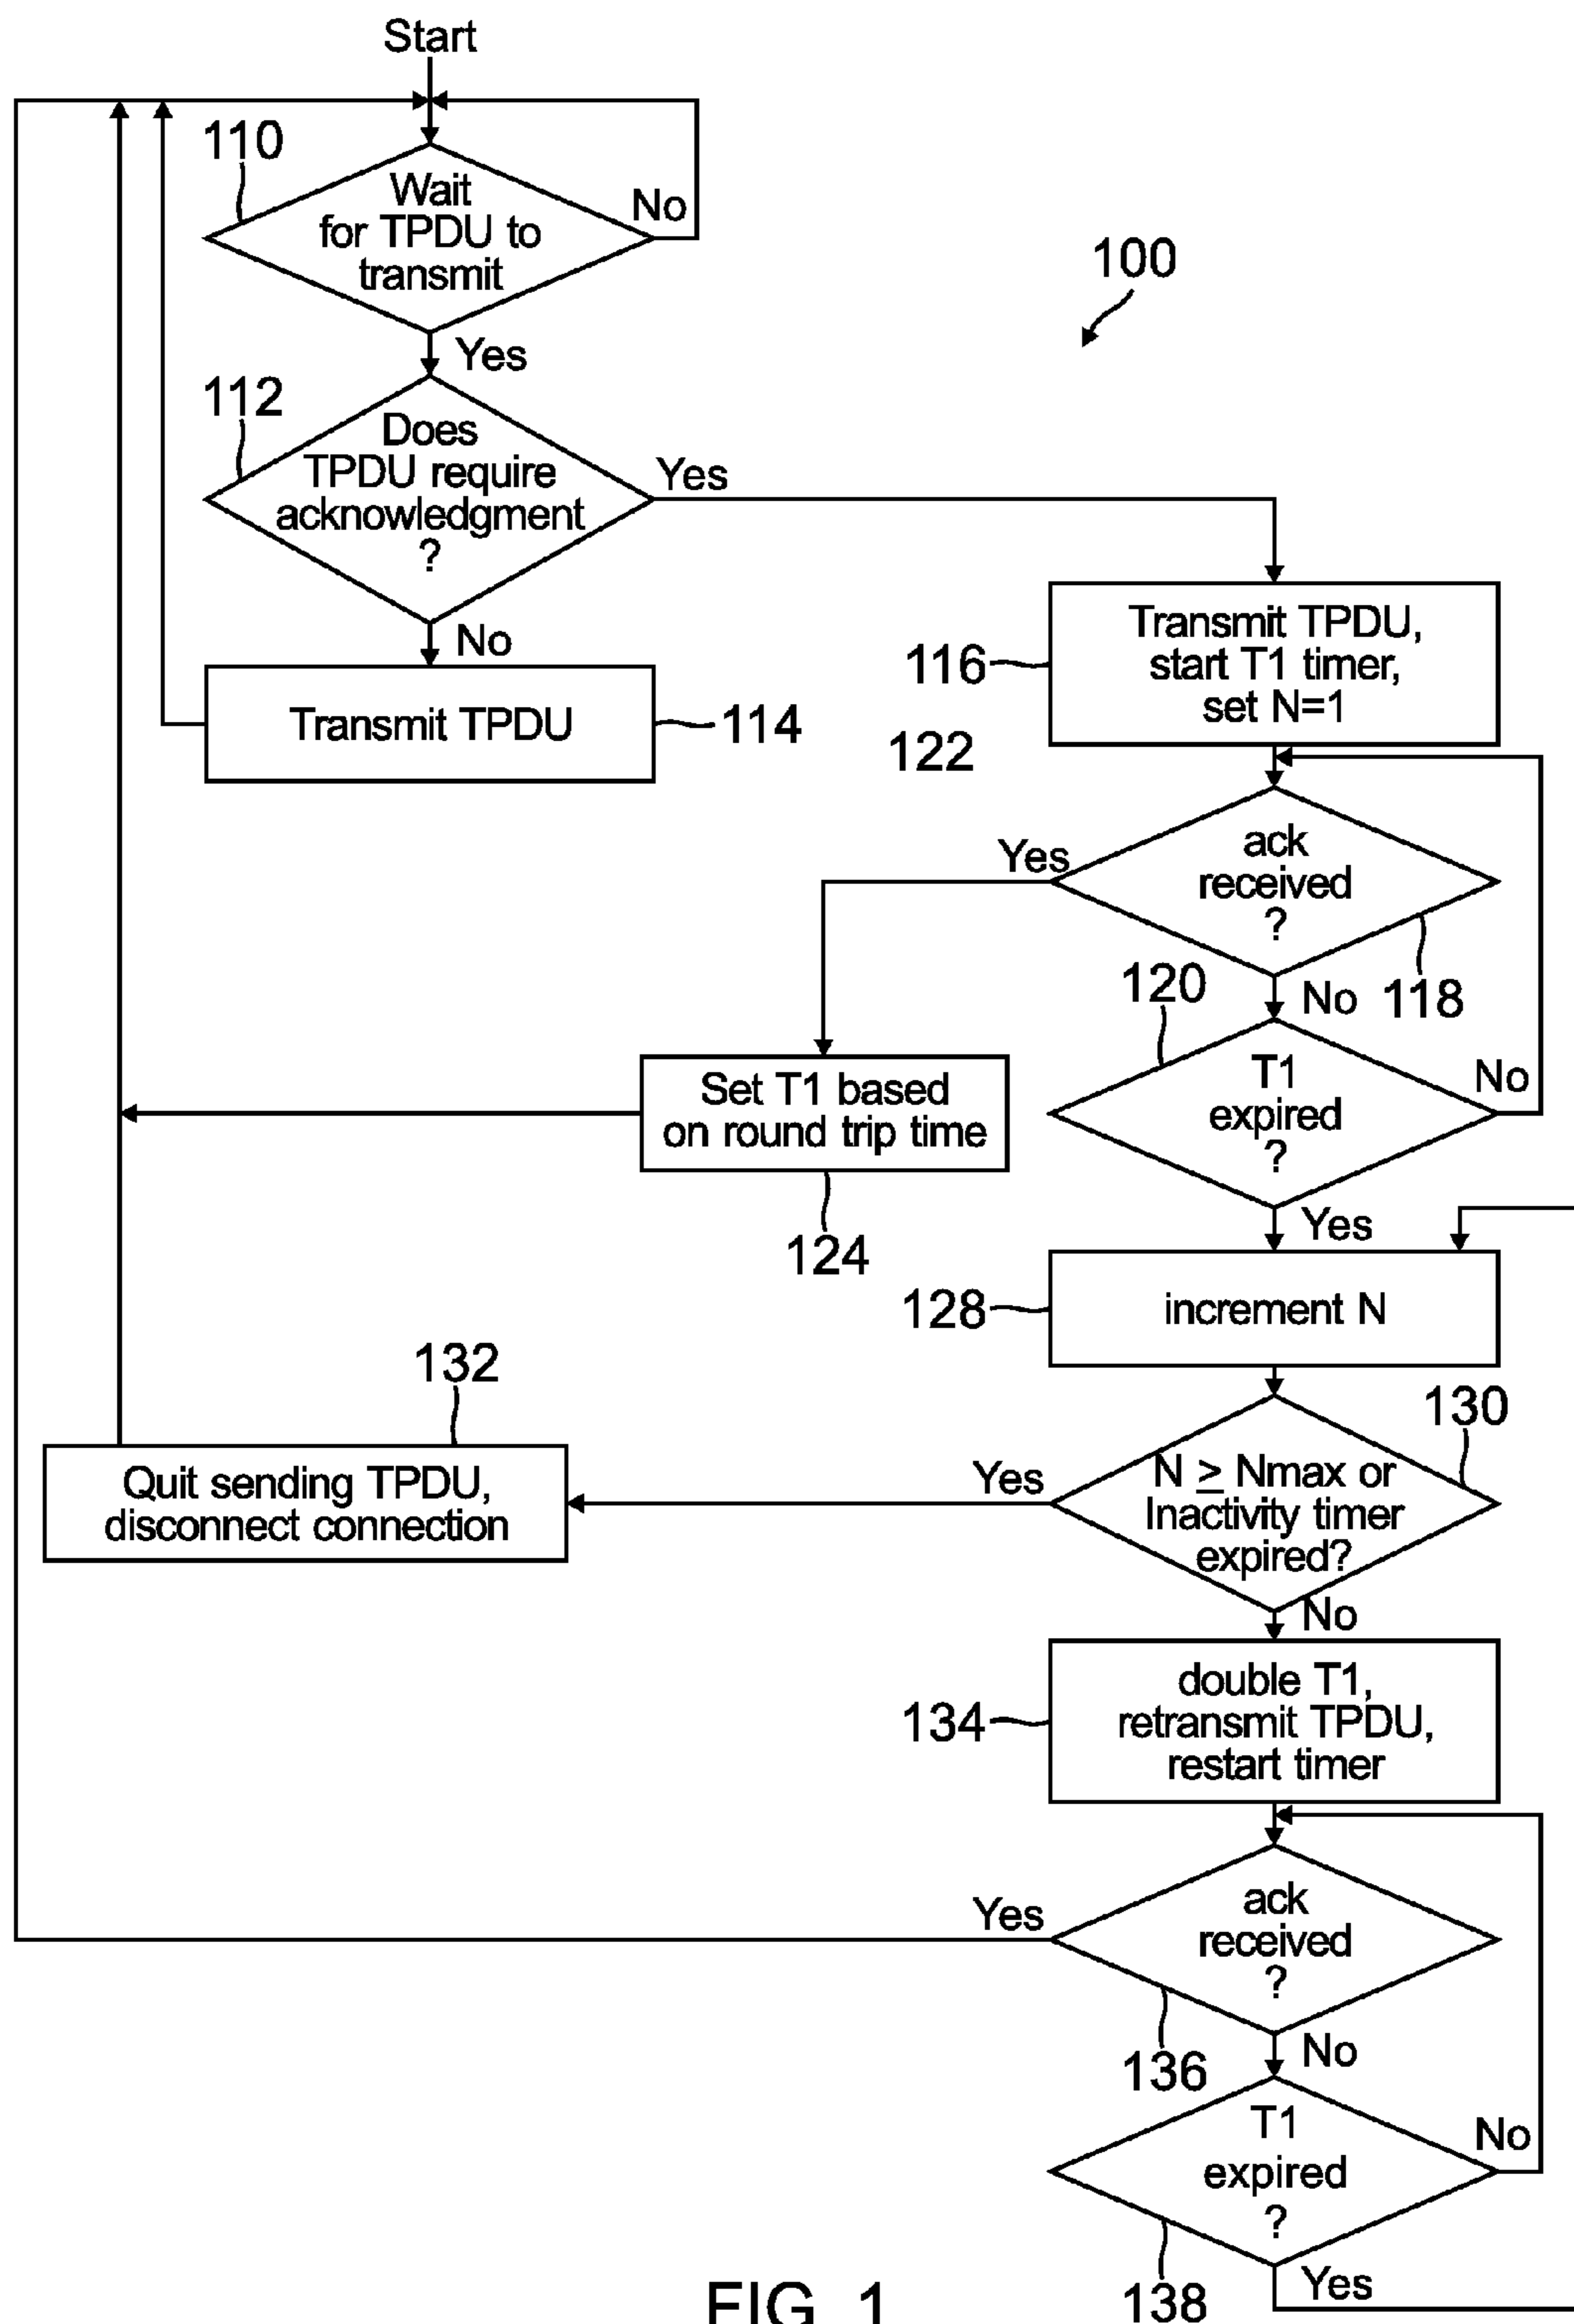 Start
110
Wait
for TPDU to
transmit
No
100
Yes
112
Does
TPDU require
acknowledgment
?
Yes
No
Transmit TPDU
114
116
Transmit TPDU,
start T1 timer,
set N=1
122
Yes
ack
received
?
118
120
No
T1
expired
?
No
Set T1 based
on round trip time
124
Yes
128
increment N
132
Quit sending TPDU,
disconnect connection
Yes
130
N ≥ Nmax or
Inactivity timer
expired?
No
134
double T1,
retransmit TPDU,
restart timer
Yes
ack
received
?
136
No
T1
expired
?
No
138
Yes
FIG. 1